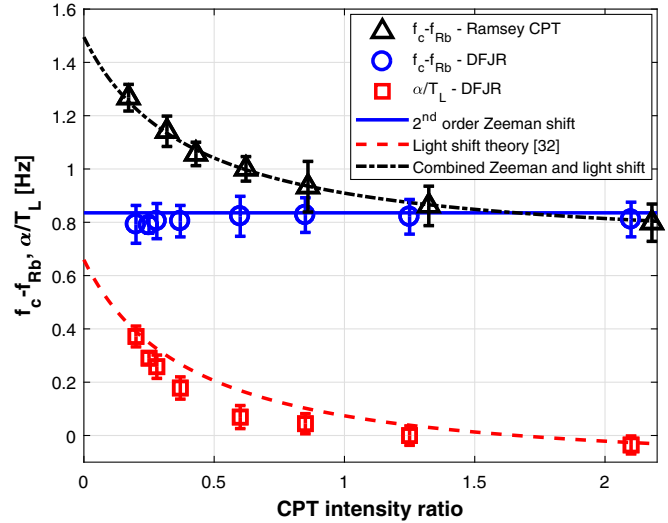 f_c-f_Rb, α/T_L [Hz]
1.6
1.4
1.2
1
0.8
0.6
0.4
0.2
0
f_c-f_Rb - Ramsey CPT
f_c-f_Rb - DFJR
α/T_L - DFJR
2^nd order Zeeman shift
Light shift theory [32]
Combined Zeeman and light shift
0 0.5 1 1.5 2
CPT intensity ratio